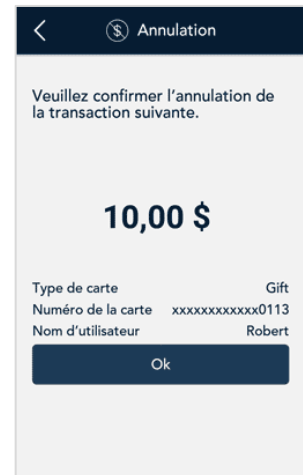 Annulation
Veuillez confirmer l'annulation de
la transaction suivante.
10,00 $
Type de carte Gift
Numéro de la carte xxxxxxxxxxxx0113
Nom d'utilisateur Robert
Ok